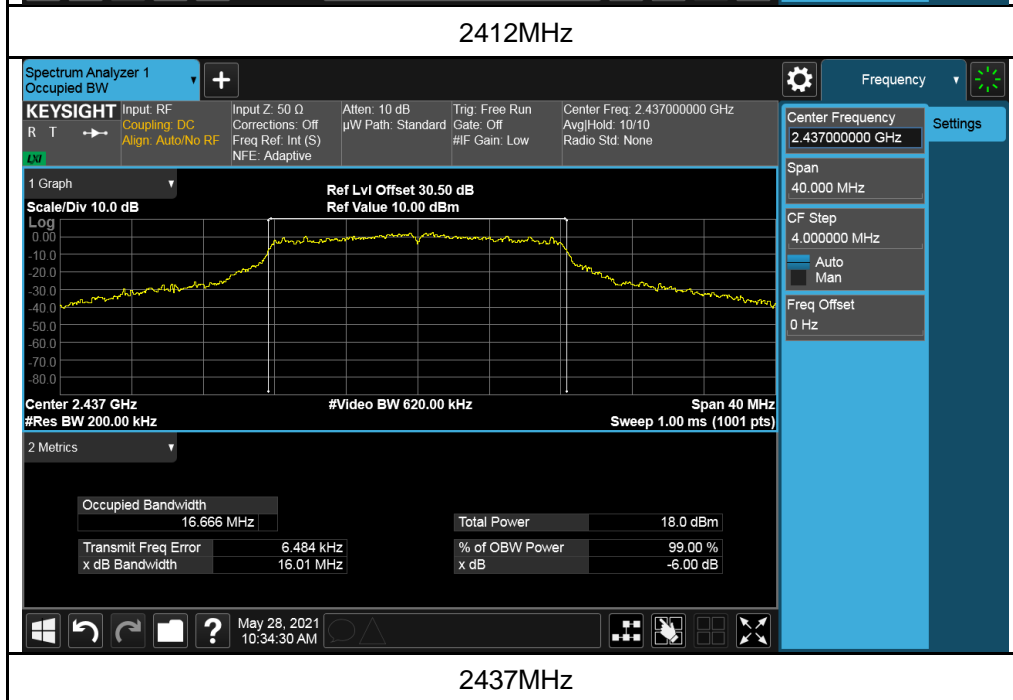 2412MHz
Spectrum Analyzer 1
Occupied BW
Frequency
KEYSIGHT
R T
LXI
Input: RF
Coupling: DC
Align: Auto/No RF
Input Z: 50 Ω
Corrections: Off
Freq Ref: Int (S)
NFE: Adaptive
Atten: 10 dB
µW Path: Standard
Trig: Free Run
Gate: Off
#IF Gain: Low
Center Freq: 2.437000000 GHz
Avg|Hold: 10/10
Radio Std: None
Center Frequency
2.437000000 GHz
Settings
Span
40.000 MHz
CF Step
4.000000 MHz
Auto
Man
Freq Offset
0 Hz
1 Graph
Scale/Div 10.0 dB
Ref Lvl Offset 30.50 dB
Ref Value 10.00 dBm
Log
0.00
-10.0
-20.0
-30.0
-40.0
-50.0
-60.0
-70.0
-80.0
Center 2.437 GHz
#Video BW 620.00 kHz
Span 40 MHz
#Res BW 200.00 kHz
Sweep 1.00 ms (1001 pts)
2 Metrics
Occupied Bandwidth
16.666 MHz
Total Power 18.0 dBm
Transmit Freq Error 6.484 kHz
% of OBW Power 99.00 %
x dB Bandwidth 16.01 MHz
x dB -6.00 dB
?
May 28, 2021
10:34:30 AM
2437MHz